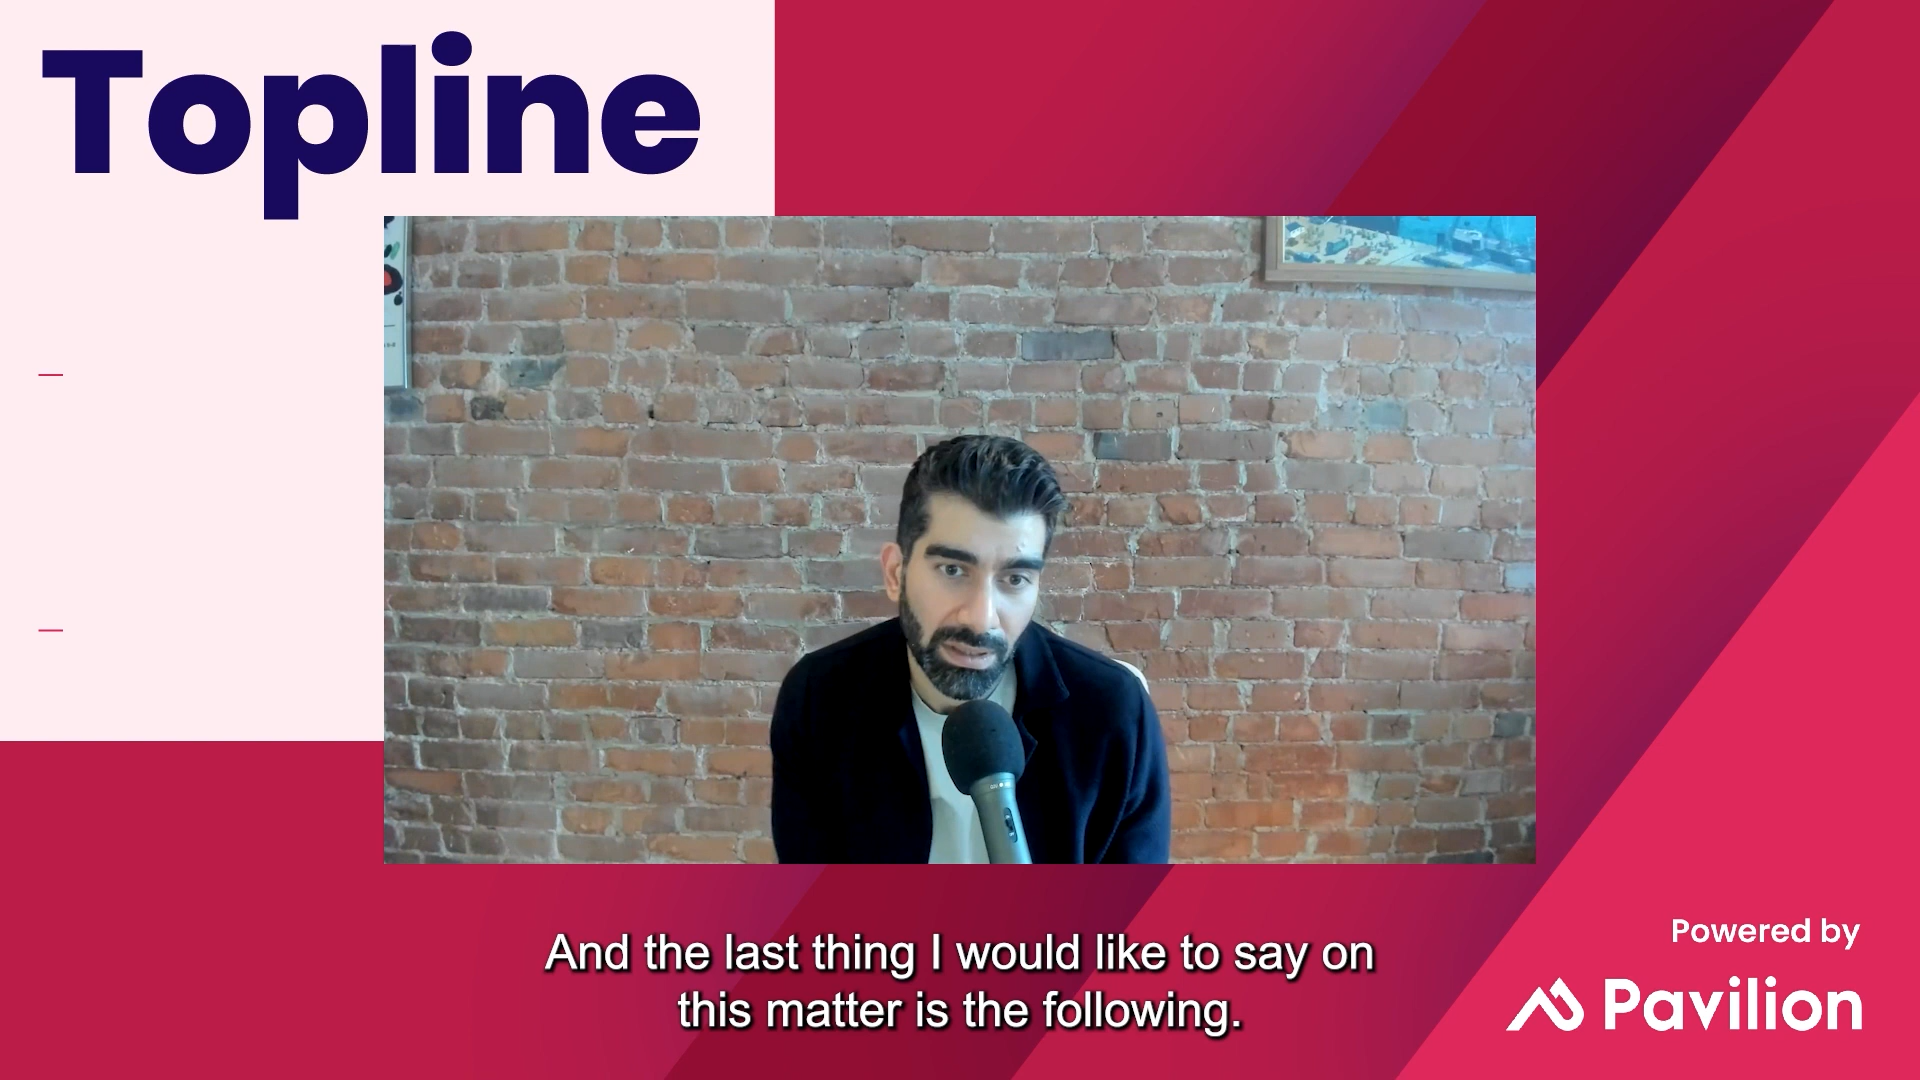 Topline
And the last thing I would like to say on
this matter is the following.
Powered by
Pavilion